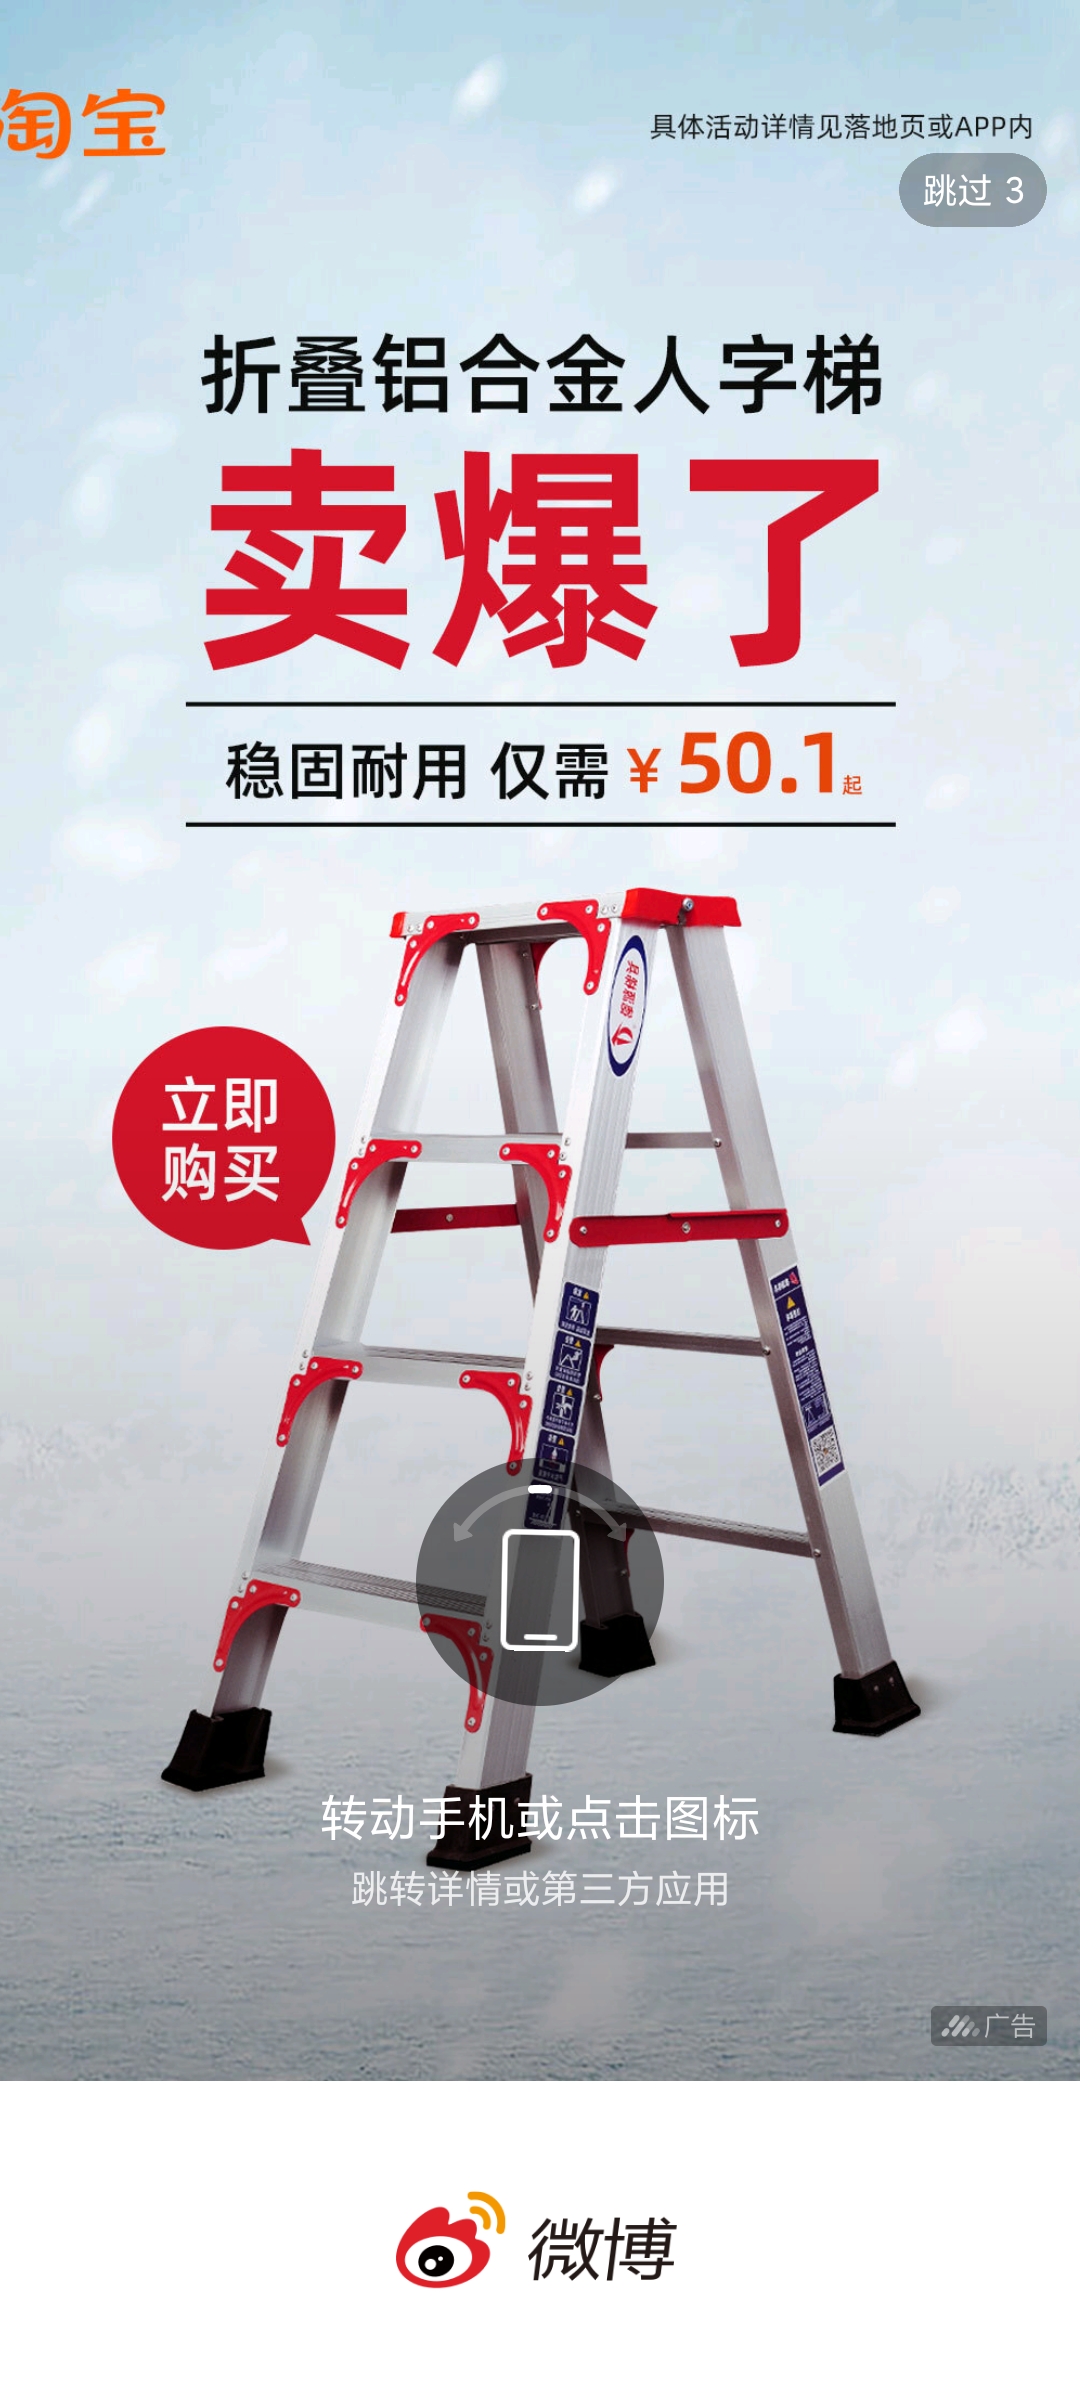 淘宝
具体活动详情见落地页或APP内
跳过 3
折叠铝合金人字梯
卖爆了
稳固耐用 仅需 ¥50.1起
立即
购买
转动手机或点击图标
跳转详情或第三方应用
广告
微博